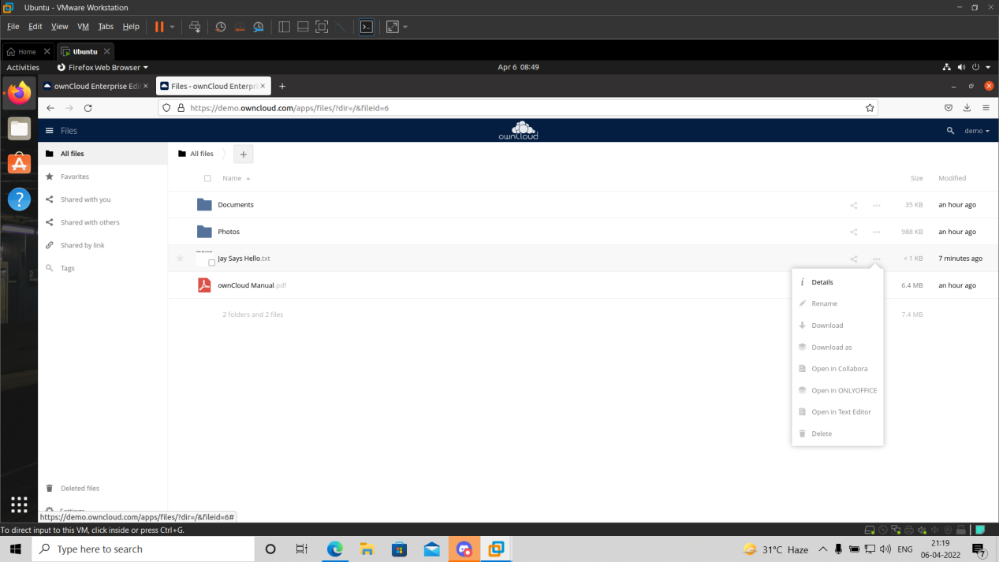 Ubuntu - VMware Workstation
File Edit View VM Tabs Help
Home Ubuntu
Activities Firefox Web Browser Apr 6 08:49
ownCloud Enterprise Edi Files - ownCloud Enterpr
https://demo.owncloud.com/apps/files/?dir=/&fileid=6
Files ownCloud demo
All files
Favorites
Shared with you
Shared with others
Shared by link
Tags
Deleted files
Settings
All files +
Name Size Modified
Documents 35 KB an hour ago
Photos 988 KB an hour ago
Jay Says Hello.txt < 1 KB 7 minutes ago
ownCloud Manual.pdf 6.4 MB an hour ago
2 folders and 2 files 7.4 MB
Details
Rename
Download
Download as
Open in Collabora
Open in ONLYOFFICE
Open in Text Editor
Delete
https://demo.owncloud.com/apps/files/?dir=/&fileid=6#
To direct input to this VM, click inside or press Ctrl+G.
Type here to search
31°C Haze
ENG
21:19
06-04-2022
7